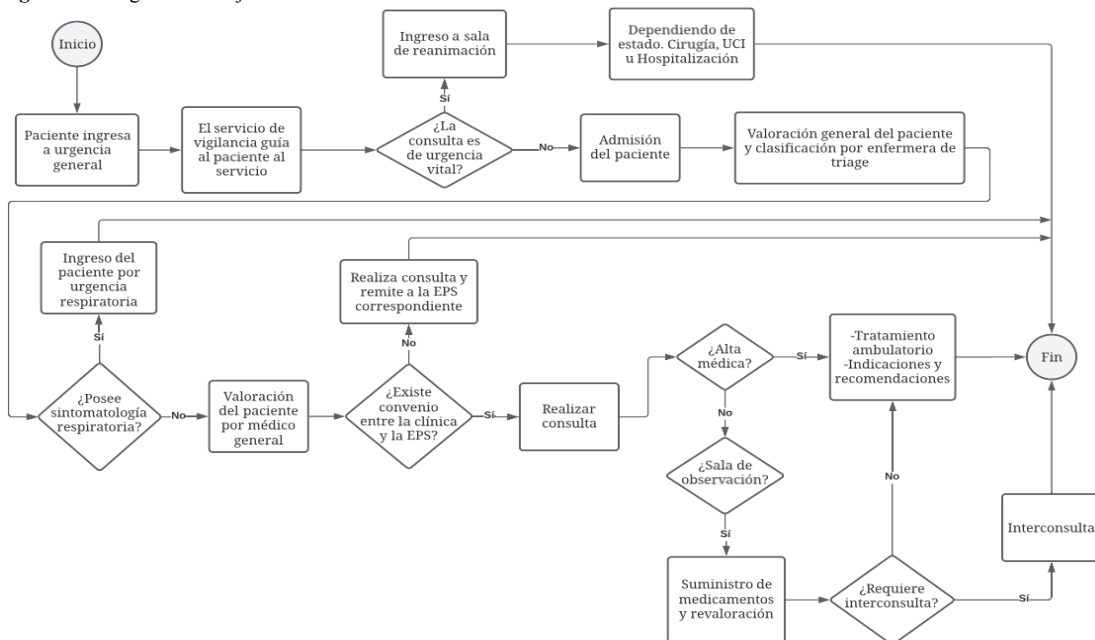 Inicio
Paciente ingresa
a urgencia
general
El servicio de
vigilancia guía
al paciente al
servicio
¿La
consulta es
de urgencia
vital?
Sí
Ingreso a sala
de reanimación
Dependiendo de
estado. Cirugía, UCI
u Hospitalización
No
Admisión
del paciente
Valoración general del paciente
y clasificación por enfermera de
triage
¿Posee
sintomatología
respiratoria?
Sí
Ingreso del
paciente por
urgencia
respiratoria
No
Valoración
del paciente
por médico
general
¿Existe
convenio
entre la clínica
y la EPS?
No
Realiza consulta y
remite a la EPS
correspondiente
Sí
Realizar
consulta
¿Alta
médica?
Sí
-Tratamiento
ambulatorio
-Indicaciones y
recomendaciones
Fin
No
¿Sala de
observación?
Sí
Suministro de
medicamentos
y revaloración
¿Requiere
interconsulta?
No
Sí
Interconsulta